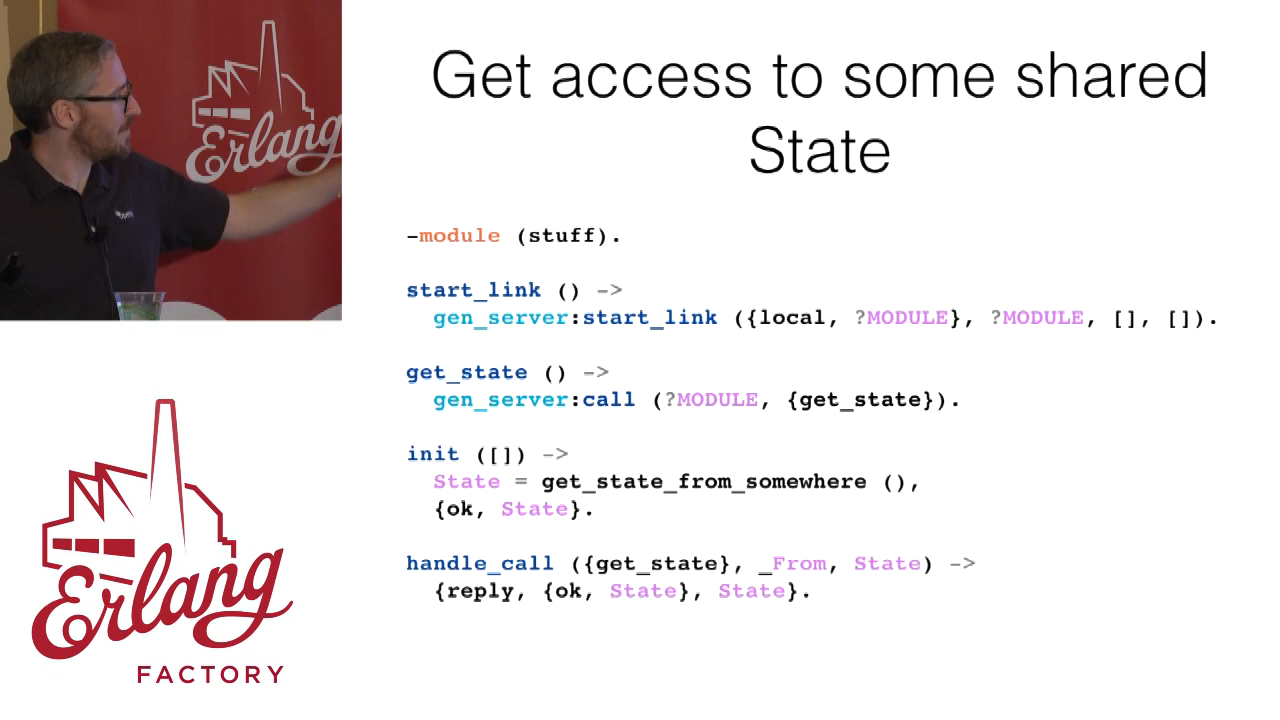 Erlang
Get access to some shared
State
-module (stuff).
start_link () ->
gen_server:start_link ({local, ?MODULE}, ?MODULE, [], []).
get_state () ->
gen_server:call (?MODULE, {get_state}).
init ([]) ->
State = get_state_from_somewhere (),
{ok, State}.
handle_call ({get_state}, _From, State) ->
{reply, {ok, State}, State}.
Erlang
FACTORY